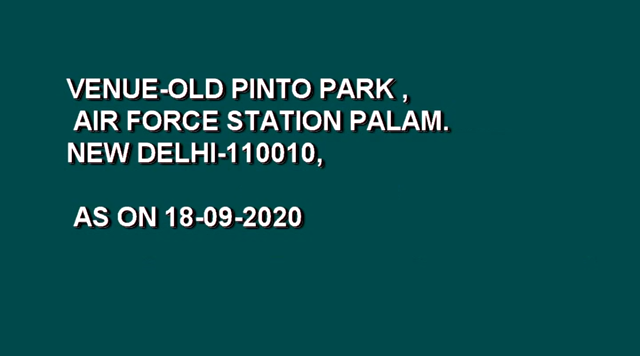 VENUE-OLD PINTO PARK ,
AIR FORCE STATION PALAM.
NEW DELHI-110010,
AS ON 18-09-2020